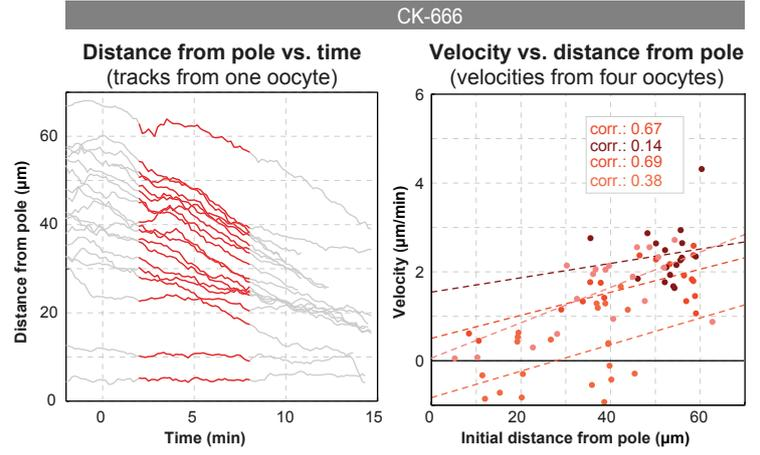 CK-666
Distance from pole vs. time
(tracks from one oocyte)
Distance from pole (µm)
60
40
20
0
0
5
10
15
Time (min)
Velocity vs. distance from pole
(velocities from four oocytes)
Velocity (µm/min)
6
4
2
0
corr.: 0.67
corr.: 0.14
corr.: 0.69
corr.: 0.38
0
20
40
60
Initial distance from pole (µm)